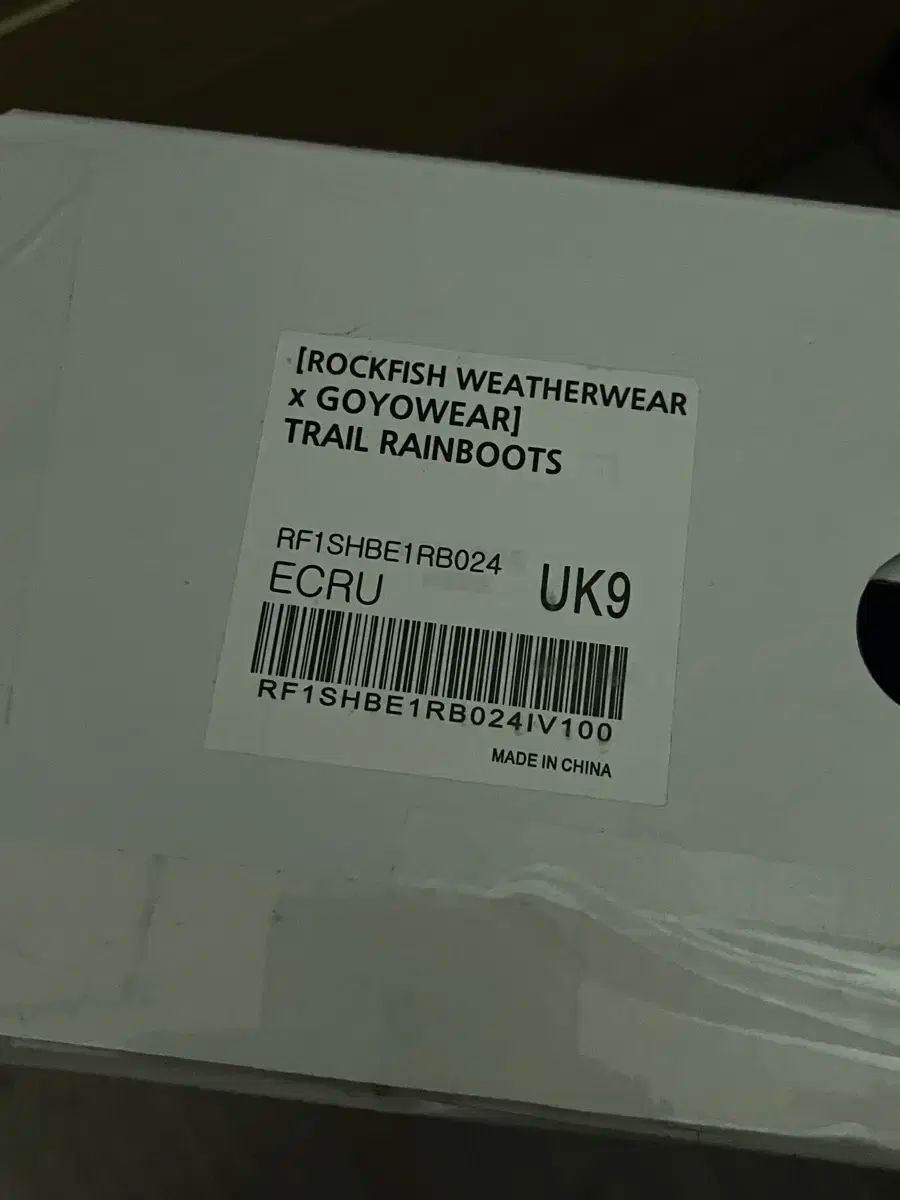 [ROCKFISH WEATHERWEAR
x GOYOWEAR]
TRAIL RAINBOOTS
RF1SHBE1RB024
ECRU UK9
RF1SHBE1RB024IV100
MADE IN CHINA